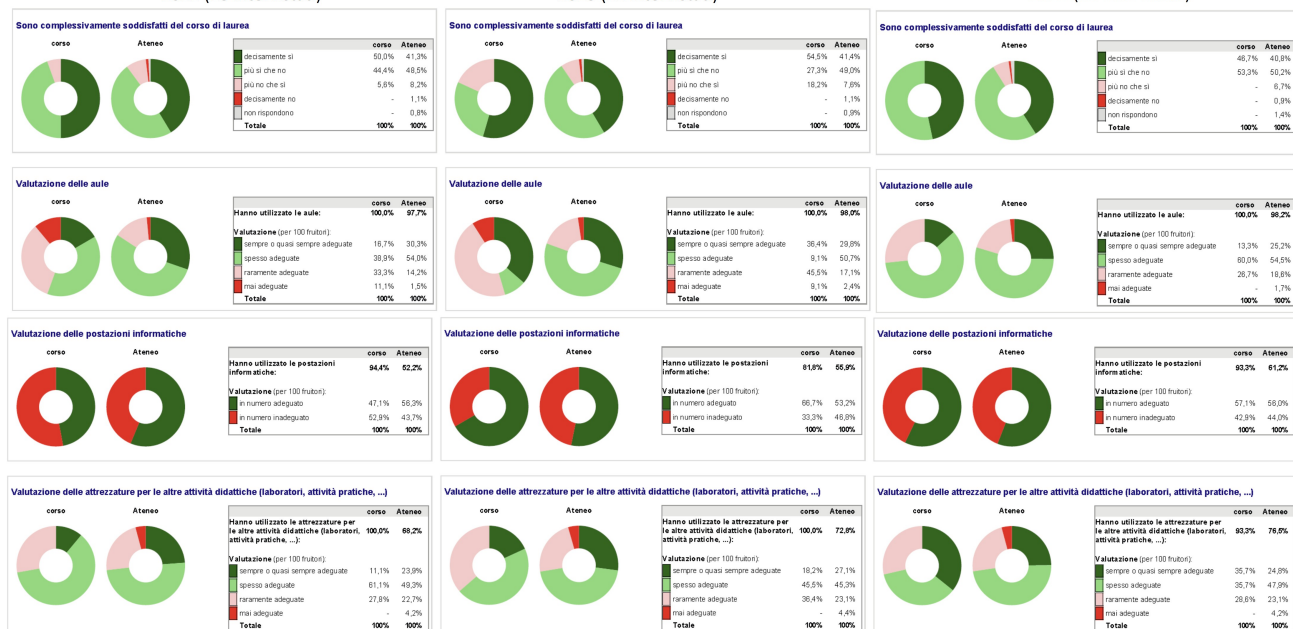 Sono complessivamente soddisfatti del corso di laurea
corso Ateneo
corso Ateneo
decisamente sì 50,0% 41,3%
più sì che no 44,4% 48,5%
più no che sì 5,6% 8,2%
decisamente no - 1,1%
non rispondono - 0,8%
Totale 100% 100%
Sono complessivamente soddisfatti del corso di laurea
corso Ateneo
corso Ateneo
decisamente sì 54,5% 41,4%
più sì che no 27,3% 49,0%
più no che sì 18,2% 7,6%
decisamente no - 1,1%
non rispondono - 0,9%
Totale 100% 100%
Sono complessivamente soddisfatti del corso di laurea
corso Ateneo
corso Ateneo
decisamente sì 46,7% 40,8%
più sì che no 53,3% 50,2%
più no che sì - 6,7%
decisamente no - 0,9%
non rispondono - 1,4%
Totale 100% 100%
Valutazione delle aule
corso Ateneo
corso Ateneo
Hanno utilizzato le aule: 100,0% 97,7%
Valutazione (per 100 fruitori):
sempre o quasi sempre adeguate 16,7% 30,3%
spesso adeguate 38,9% 54,0%
raramente adeguate 33,3% 14,2%
mai adeguate 11,1% 1,5%
Totale 100% 100%
Valutazione delle aule
corso Ateneo
corso Ateneo
Hanno utilizzato le aule: 100,0% 98,0%
Valutazione (per 100 fruitori):
sempre o quasi sempre adeguate 36,4% 29,8%
spesso adeguate 9,1% 50,7%
raramente adeguate 45,5% 17,1%
mai adeguate 9,1% 2,4%
Totale 100% 100%
Valutazione delle aule
corso Ateneo
corso Ateneo
Hanno utilizzato le aule: 100,0% 98,2%
Valutazione (per 100 fruitori):
sempre o quasi sempre adeguate 13,3% 25,2%
spesso adeguate 60,0% 54,5%
raramente adeguate 26,7% 18,6%
mai adeguate - 1,7%
Totale 100% 100%
Valutazione delle postazioni informatiche
corso Ateneo
corso Ateneo
Hanno utilizzato le postazioni
informatiche: 94,4% 52,2%
Valutazione (per 100 fruitori):
in numero adeguato 47,1% 56,3%
in numero inadeguato 52,9% 43,7%
Totale 100% 100%
Valutazione delle postazioni informatiche
corso Ateneo
corso Ateneo
Hanno utilizzato le postazioni
informatiche: 81,8% 55,9%
Valutazione (per 100 fruitori):
in numero adeguato 66,7% 53,2%
in numero inadeguato 33,3% 46,8%
Totale 100% 100%
Valutazione delle postazioni informatiche
corso Ateneo
corso Ateneo
Hanno utilizzato le postazioni
informatiche: 93,3% 61,2%
Valutazione (per 100 fruitori):
in numero adeguato 57,1% 56,0%
in numero inadeguato 42,9% 44,0%
Totale 100% 100%
Valutazione delle attrezzature per le altre attività didattiche (laboratori, attività pratiche, ...)
corso Ateneo
corso Ateneo
Hanno utilizzato le attrezzature per
le altre attività didattiche (laboratori, 100,0% 68,2%
attività pratiche, ...):
Valutazione (per 100 fruitori):
sempre o quasi sempre adeguate 11,1% 23,9%
spesso adeguate 61,1% 49,3%
raramente adeguate 27,8% 22,7%
mai adeguate - 4,2%
Totale 100% 100%
Valutazione delle attrezzature per le altre attività didattiche (laboratori, attività pratiche, ...)
corso Ateneo
corso Ateneo
Hanno utilizzato le attrezzature per
le altre attività didattiche (laboratori, 100,0% 72,8%
attività pratiche, ...):
Valutazione (per 100 fruitori):
sempre o quasi sempre adeguate 18,2% 27,1%
spesso adeguate 45,5% 45,3%
raramente adeguate 36,4% 23,1%
mai adeguate - 4,4%
Totale 100% 100%
Valutazione delle attrezzature per le altre attività didattiche (laboratori, attività pratiche, ...)
corso Ateneo
corso Ateneo
Hanno utilizzato le attrezzature per
le altre attività didattiche (laboratori, 93,3% 76,5%
attività pratiche, ...):
Valutazione (per 100 fruitori):
sempre o quasi sempre adeguate 35,7% 24,8%
spesso adeguate 35,7% 47,9%
raramente adeguate 28,6% 23,1%
mai adeguate - 4,2%
Totale 100% 100%